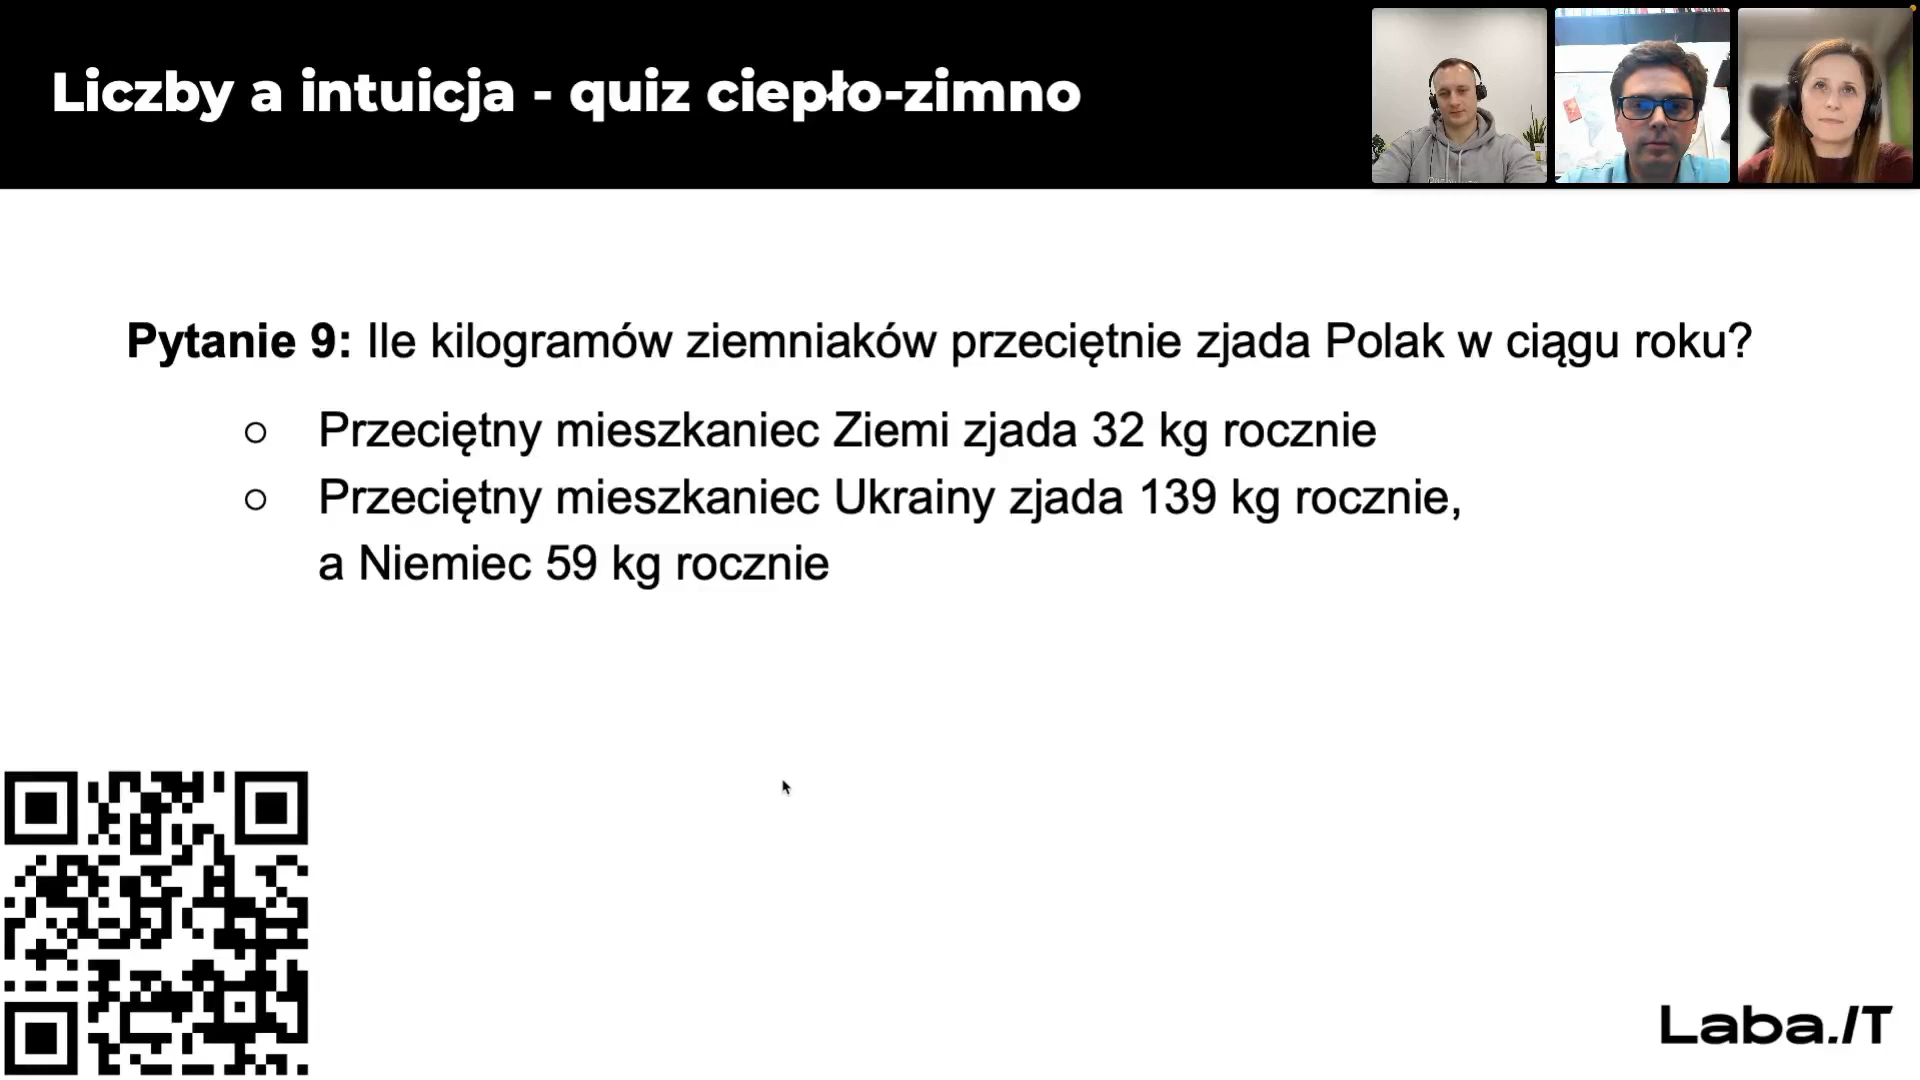 Liczby a intuicja - quiz ciepło-zimno
Pytanie 9: Ile kilogramów ziemniaków przeciętnie zjada Polak w ciągu roku?
Przeciętny mieszkaniec Ziemi zjada 32 kg rocznie
Przeciętny mieszkaniec Ukrainy zjada 139 kg rocznie,
a Niemiec 59 kg rocznie
Laba./T